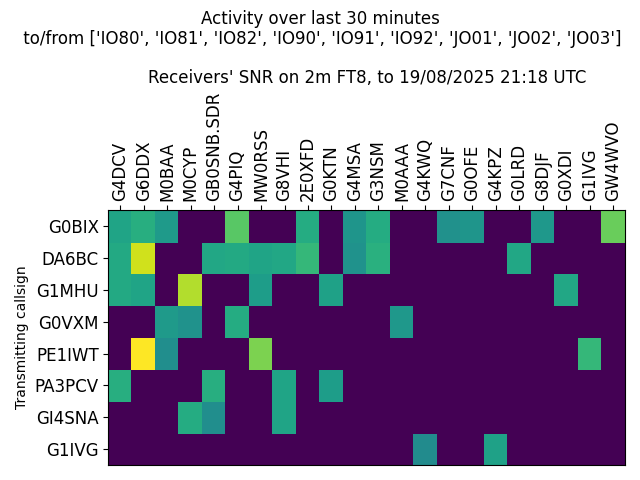 Activity over last 30 minutes
to/from ['IO80', 'IO81', 'IO82', 'IO90', 'IO91', 'IO92', 'JO01', 'JO02', 'JO03']
Receivers' SNR on 2m FT8, to 19/08/2025 21:18 UTC
G4DCV
G6DDX
M0BAA
M0CYP
GB0SNB.SDR
G4PIQ
MW0RSS
G8VHI
2E0XFD
G0KTN
G4MSA
G3NSM
M0AAA
G4KWQ
G7CNF
G0OFE
G4KPZ
G0LRD
G8DJF
G0XDI
G1IVG
GW4WVO
Transmitting callsign
G0BIX
DA6BC
G1MHU
G0VXM
PE1IWT
PA3PCV
GI4SNA
G1IVG